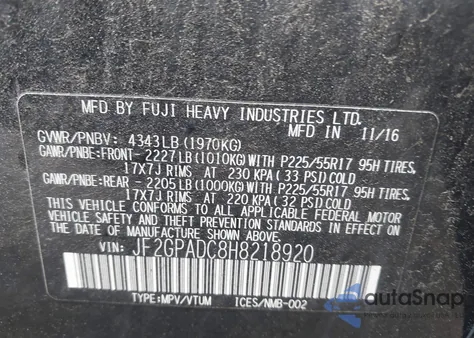 MFD BY FUJI HEAVY INDUSTRIES LTD.
MFD IN 11/16
GVWR/PNBV: 4343LB (1970KG)
GAWR/PNBE:FRONT- 2227LB(1010KG)WITH P225/55R17 95H TIRES,
17X7J RIMS AT 230 KPA (33 PSI)COLD
GAWR/PNBE:REAR - 2205LB(1000KG)WITH P225/55R17 95H TIRES,
17X7J RIMS AT 220 KPA (32 PSI)COLD
THIS VEHICLE CONFORMS TO ALL APPLICABLE FEDERAL MOTOR
VEHICLE SAFETY AND THEFT PREVENTION STANDARDS IN EFFECT
ON THE DATE OF MANUFACTURE SHOWN ABOVE.
VIN: JF2GPADC8H8218920
TYPE:MPV/VTUM ICES/NMB-002
autoSnap